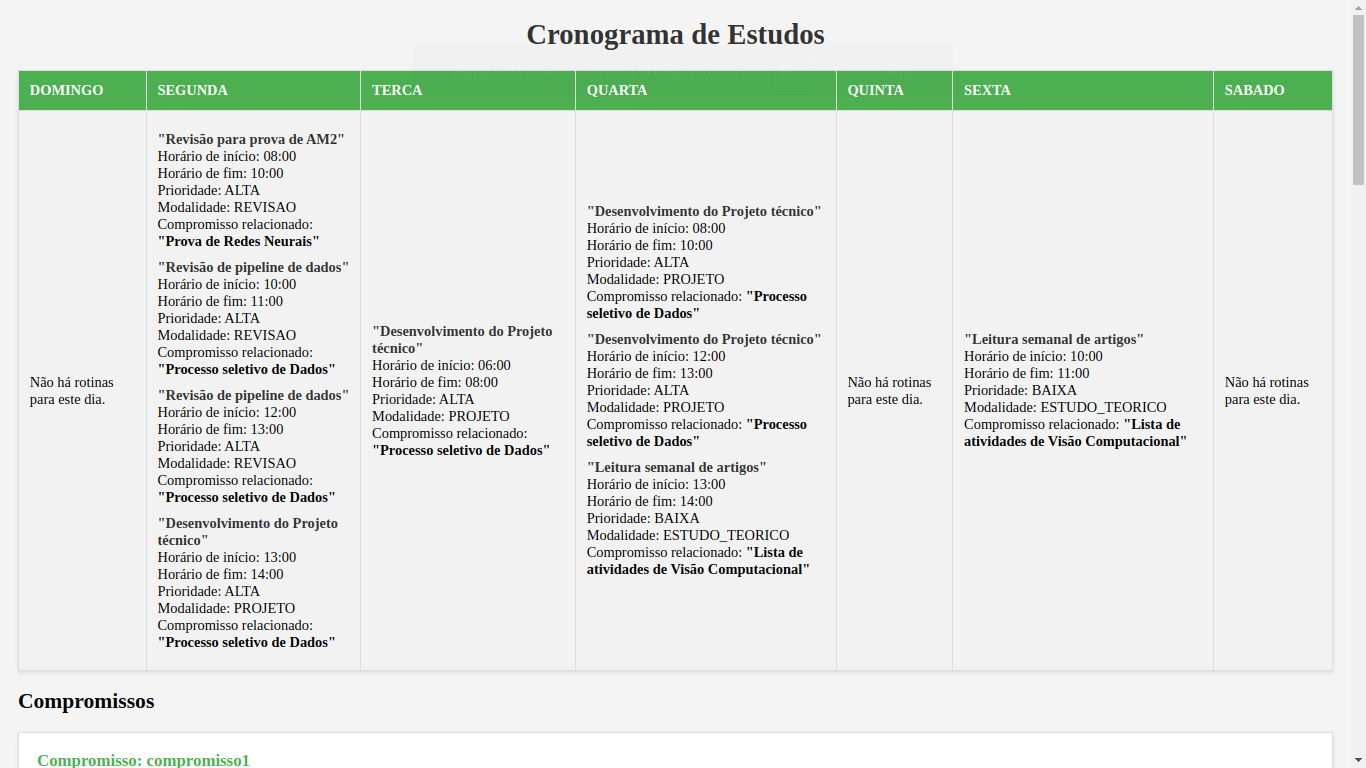 Cronograma de Estudos
DOMINGO
SEGUNDA
TERCA
QUARTA
QUINTA
SEXTA
SABADO
Não há rotinas
para este dia.
"Revisão para prova de AM2"
Horário de início: 08:00
Horário de fim: 10:00
Prioridade: ALTA
Modalidade: REVISAO
Compromisso relacionado:
"Prova de Redes Neurais"
"Revisão de pipeline de dados"
Horário de início: 10:00
Horário de fim: 11:00
Prioridade: ALTA
Modalidade: REVISAO
Compromisso relacionado:
"Processo seletivo de Dados"
"Revisão de pipeline de dados"
Horário de início: 12:00
Horário de fim: 13:00
Prioridade: ALTA
Modalidade: REVISAO
Compromisso relacionado:
"Processo seletivo de Dados"
"Desenvolvimento do Projeto
técnico"
Horário de início: 13:00
Horário de fim: 14:00
Prioridade: ALTA
Modalidade: PROJETO
Compromisso relacionado:
"Processo seletivo de Dados"
"Desenvolvimento do Projeto
técnico"
Horário de início: 06:00
Horário de fim: 08:00
Prioridade: ALTA
Modalidade: PROJETO
Compromisso relacionado:
"Processo seletivo de Dados"
"Desenvolvimento do Projeto técnico"
Horário de início: 08:00
Horário de fim: 10:00
Prioridade: ALTA
Modalidade: PROJETO
Compromisso relacionado: "Processo
seletivo de Dados"
"Desenvolvimento do Projeto técnico"
Horário de início: 12:00
Horário de fim: 13:00
Prioridade: ALTA
Modalidade: PROJETO
Compromisso relacionado: "Processo
seletivo de Dados"
"Leitura semanal de artigos"
Horário de início: 13:00
Horário de fim: 14:00
Prioridade: BAIXA
Modalidade: ESTUDO_TEORICO
Compromisso relacionado: "Lista de
atividades de Visão Computacional"
Não há rotinas
para este dia.
"Leitura semanal de artigos"
Horário de início: 10:00
Horário de fim: 11:00
Prioridade: BAIXA
Modalidade: ESTUDO_TEORICO
Compromisso relacionado: "Lista de
atividades de Visão Computacional"
Não há rotinas
para este dia.
Compromissos
Compromisso: compromisso1